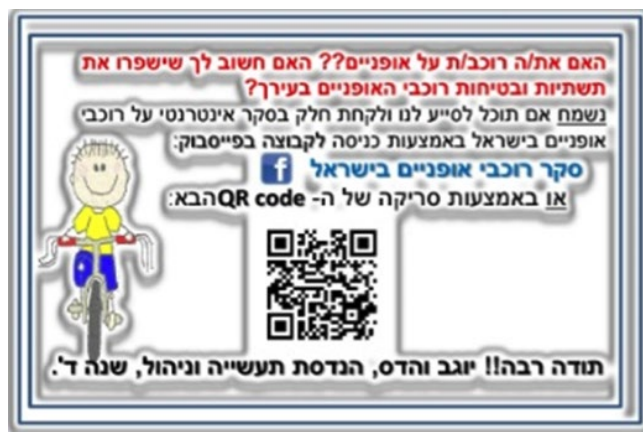 האם את/ה רוכב/ת על אופניים?? האם חשוב לך שישפרו את
תשתיות ובטיחות רוכבי האופניים בעירך?
נשמח אם תוכל לסייע לנו ולקחת חלק בסקר אינטרנטי על רוכבי
אופניים בישראל באמצעות כניסה לקבוצה בפייסבוק:
סקר רוכבי אופניים בישראל f
או באמצעות סריקה של ה- QR code הבא:
תודה רבה!! יוגב והדס, הנדסת תעשייה וניהול, שנה ד'.